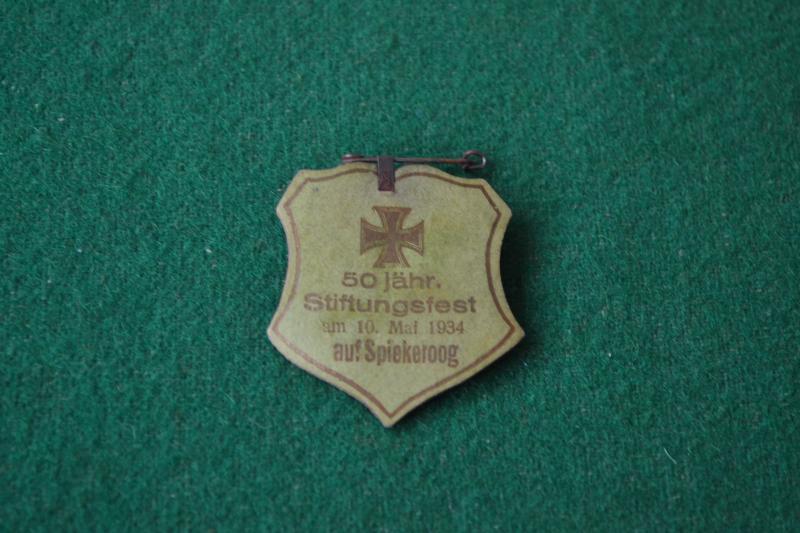 50 jähr.
Stiftungsfest
am 10. Mai 1934
auf Spiekeroog